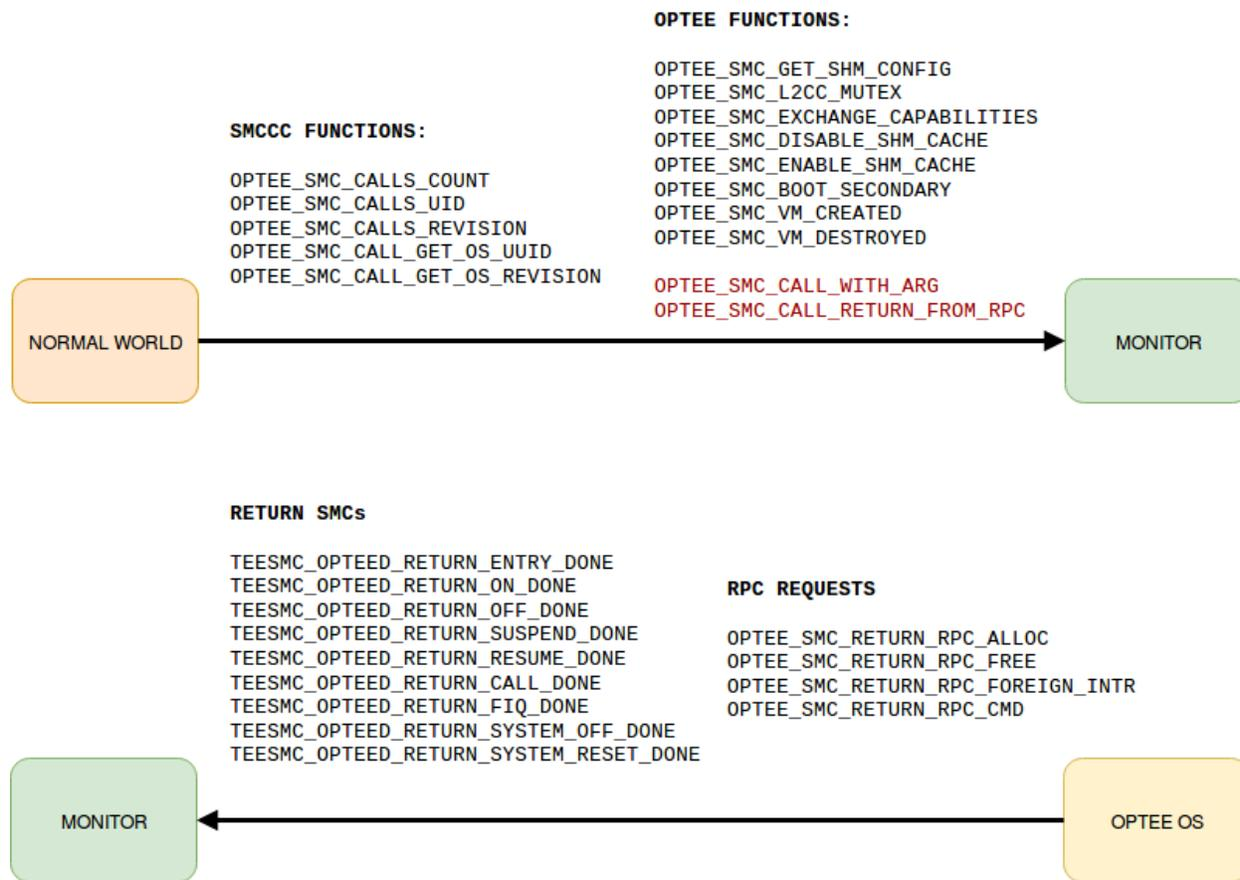 OPTEE FUNCTIONS:
OPTEE_SMC_GET_SHM_CONFIG
OPTEE_SMC_L2CC_MUTEX
OPTEE_SMC_EXCHANGE_CAPABILITIES
OPTEE_SMC_DISABLE_SHM_CACHE
OPTEE_SMC_ENABLE_SHM_CACHE
OPTEE_SMC_BOOT_SECONDARY
OPTEE_SMC_VM_CREATED
OPTEE_SMC_VM_DESTROYED
OPTEE_SMC_CALL_WITH_ARG
OPTEE_SMC_CALL_RETURN_FROM_RPC
SMCCC FUNCTIONS:
OPTEE_SMC_CALLS_COUNT
OPTEE_SMC_CALLS_UID
OPTEE_SMC_CALLS_REVISION
OPTEE_SMC_CALL_GET_OS_UUID
OPTEE_SMC_CALL_GET_OS_REVISION
NORMAL WORLD
MONITOR
RETURN SMCs
TEESMC_OPTEED_RETURN_ENTRY_DONE
TEESMC_OPTEED_RETURN_ON_DONE
TEESMC_OPTEED_RETURN_OFF_DONE
TEESMC_OPTEED_RETURN_SUSPEND_DONE
TEESMC_OPTEED_RETURN_RESUME_DONE
TEESMC_OPTEED_RETURN_CALL_DONE
TEESMC_OPTEED_RETURN_FIQ_DONE
TEESMC_OPTEED_RETURN_SYSTEM_OFF_DONE
TEESMC_OPTEED_RETURN_SYSTEM_RESET_DONE
RPC REQUESTS
OPTEE_SMC_RETURN_RPC_ALLOC
OPTEE_SMC_RETURN_RPC_FREE
OPTEE_SMC_RETURN_RPC_FOREIGN_INTR
OPTEE_SMC_RETURN_RPC_CMD
MONITOR
OPTEE OS